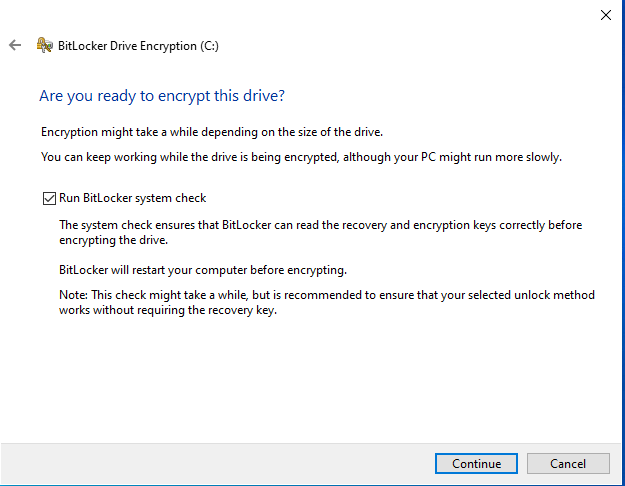 BitLocker Drive Encryption (C:)
Are you ready to encrypt this drive?
Encryption might take a while depending on the size of the drive.
You can keep working while the drive is being encrypted, although your PC might run more slowly.
Run BitLocker system check
The system check ensures that BitLocker can read the recovery and encryption keys correctly before
encrypting the drive.
BitLocker will restart your computer before encrypting.
Note: This check might take a while, but is recommended to ensure that your selected unlock method
works without requiring the recovery key.
Continue
Cancel